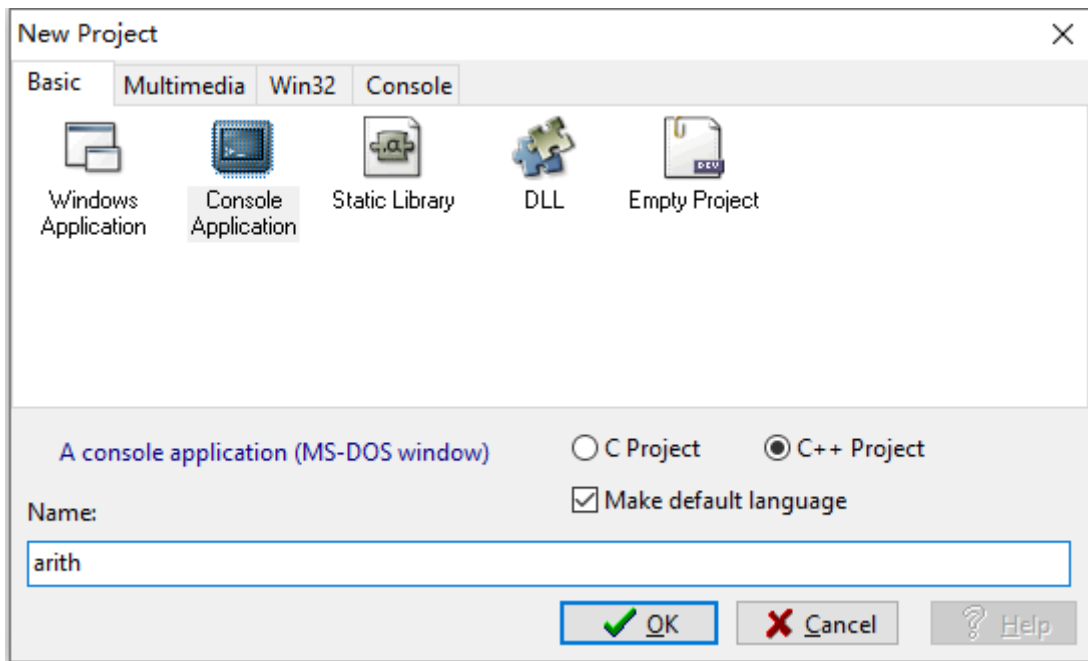 New Project
Basic Multimedia Win32 Console
Windows Application
Console Application
Static Library
DLL
Empty Project
A console application (MS-DOS window)
C Project
C++ Project
Make default language
Name:
arith
OK
Cancel
Help